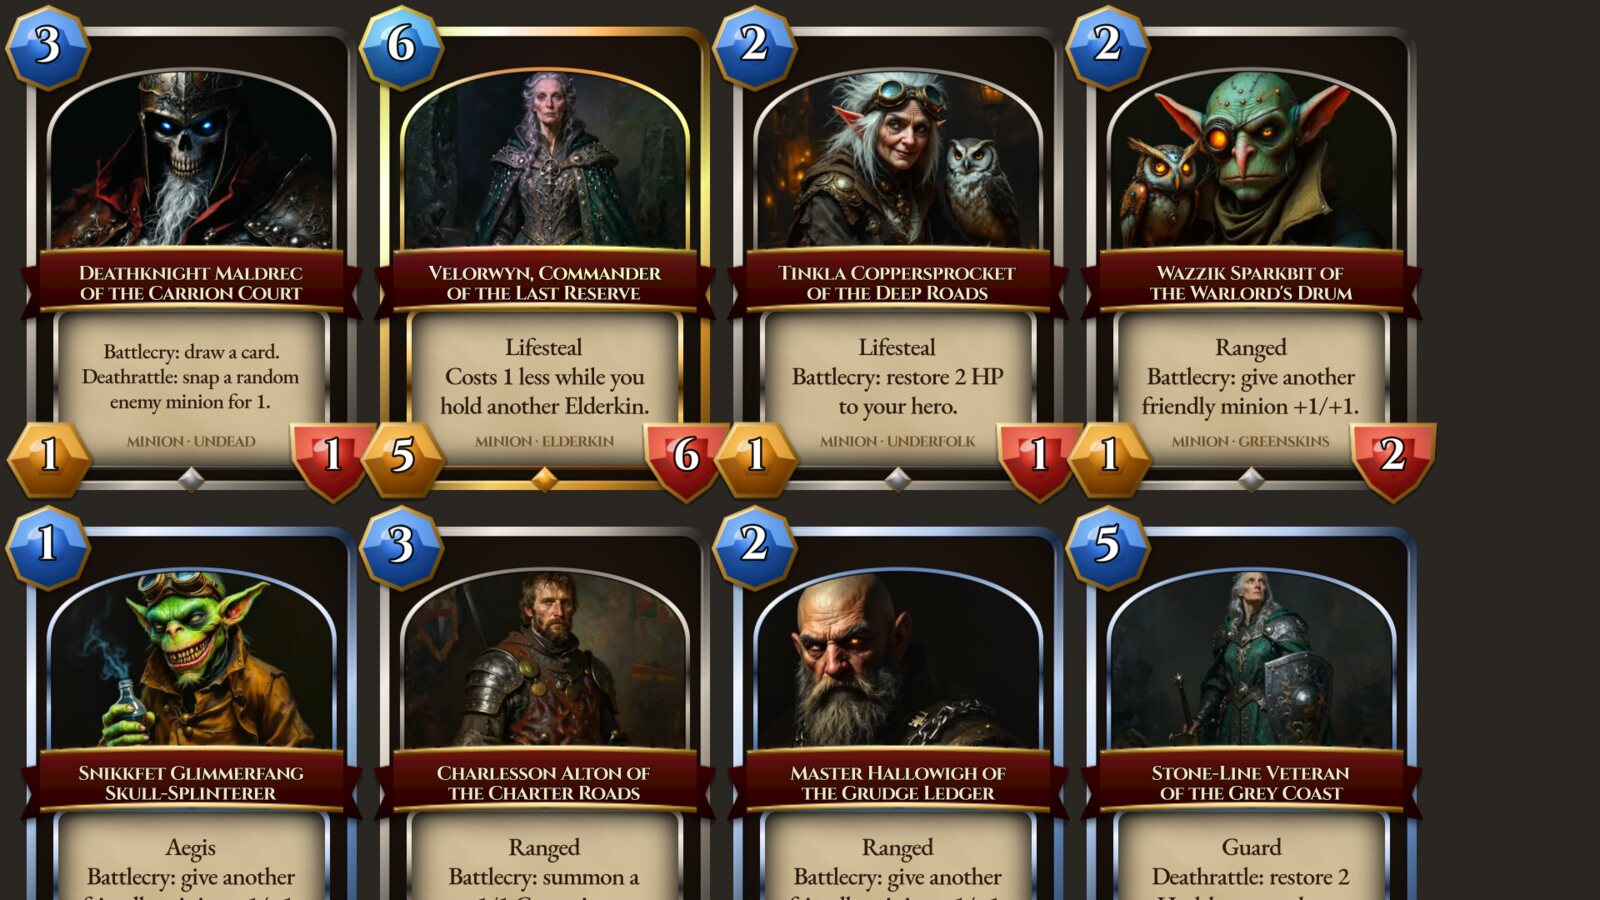 3
6
2
2
DEATHKNIGHT MALDREC
OF THE CARRION COURT
VELORWYN, COMMANDER
OF THE LAST RESERVE
TINKLA COPPERSPROCKET
OF THE DEEP ROADS
WAZZIK SPARKBIT OF
THE WARLORD'S DRUM
Battlecry: draw a card.
Deathrattle: snap a random
enemy minion for 1.
MINION · UNDEAD
1
1
Lifesteal
Costs 1 less while you
hold another Elderkin.
MINION · ELDERKIN
5
6
Lifesteal
Battlecry: restore 2 HP
to your hero.
MINION · UNDERFOLK
1
1
Ranged
Battlecry: give another
friendly minion +1/+1.
MINION · GREENSKINS
1
2
1
3
2
5
SNIKKFET GLIMMERFANG
SKULL-SPLINTERER
CHARLESSON ALTON OF
THE CHARTER ROADS
MASTER HALLOWIGH OF
THE GRUDGE LEDGER
STONE-LINE VETERAN
OF THE GREY COAST
Aegis
Battlecry: give another
Ranged
Battlecry: summon a
Ranged
Battlecry: give another
Guard
Deathrattle: restore 2